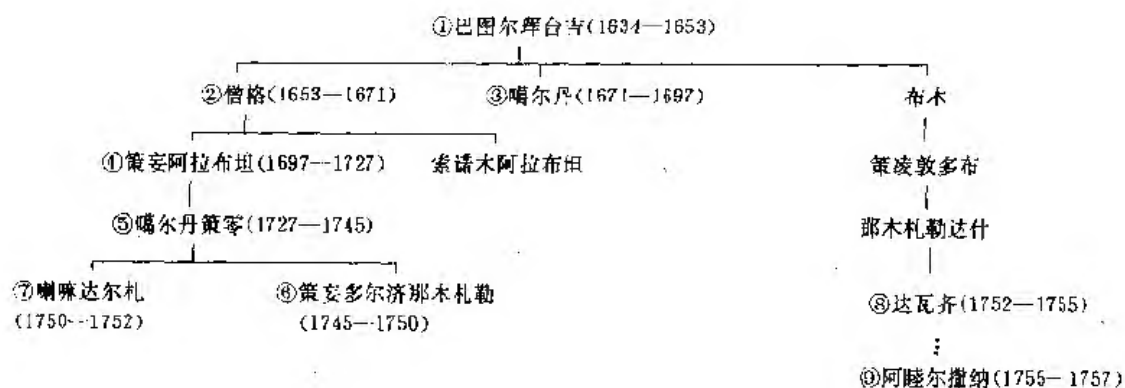 ①巴图尔珲台吉(1634—1653)
②僧格(1653—1671)
③噶尔丹(1671—1697)
布木
④策妄阿拉布坦(1697—1727)
索诺木阿拉布坦
策凌敦多布
⑤噶尔丹策零(1727—1745)
那木札勒达什
⑦喇嘛达尔札
(1750—1752)
⑥策妄多尔济那木札勒
(1745—1750)
⑧达瓦齐(1752—1755)
⑨阿睦尔撒纳(1755—1757)